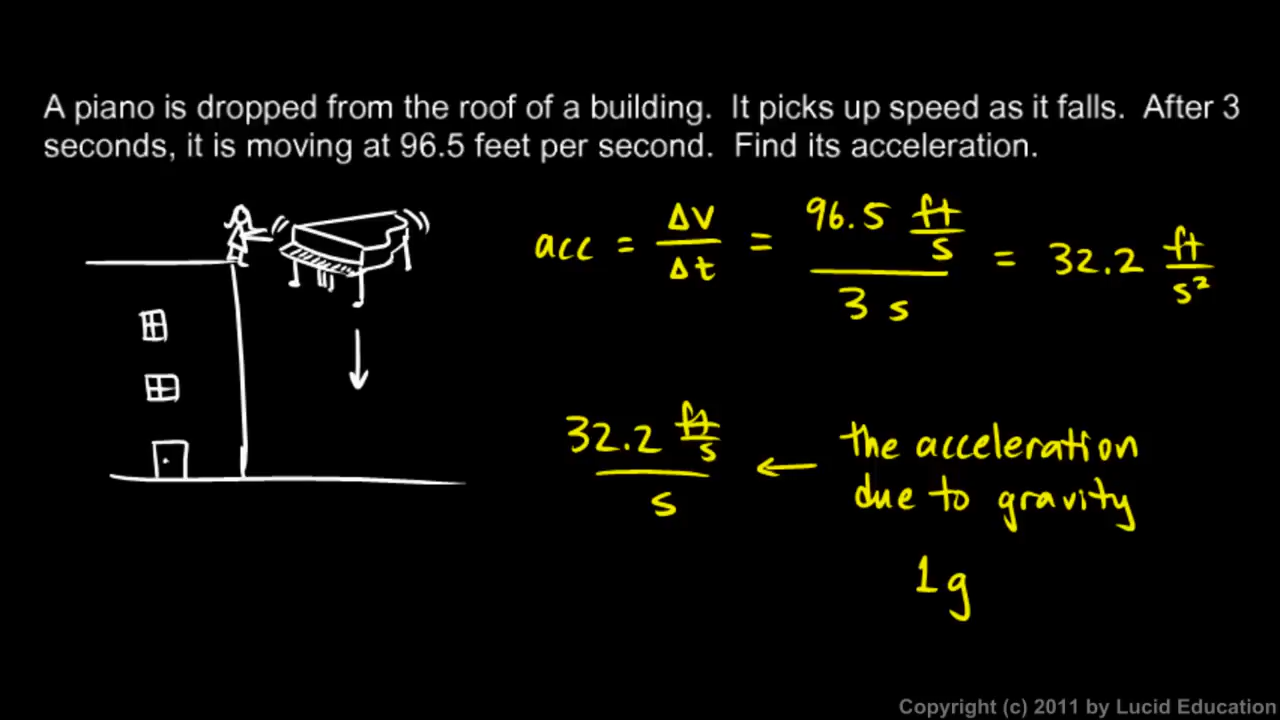 A piano is dropped from the roof of a building.  It picks up speed as it falls.  After 3
seconds, it is moving at 96.5 feet per second.  Find its acceleration.
acc = ΔV/Δt = 96.5 ft/s / 3 s = 32.2 ft/s²
32.2 ft/s / s ← the acceleration
due to gravity
1g
Copyright (c) 2011 by Lucid Education